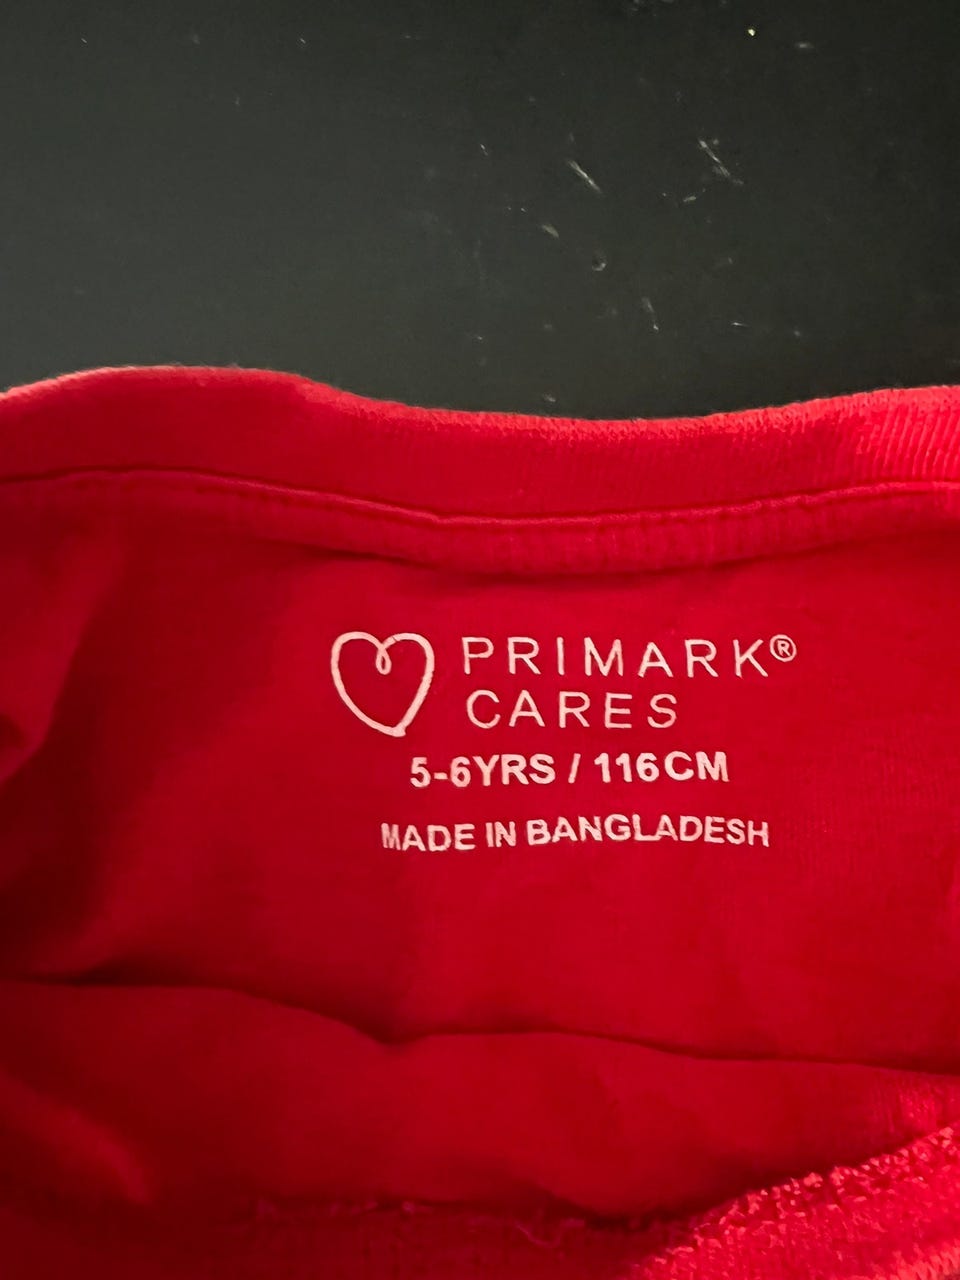 PRIMARK®
CARES
5-6YRS / 116CM
MADE IN BANGLADESH